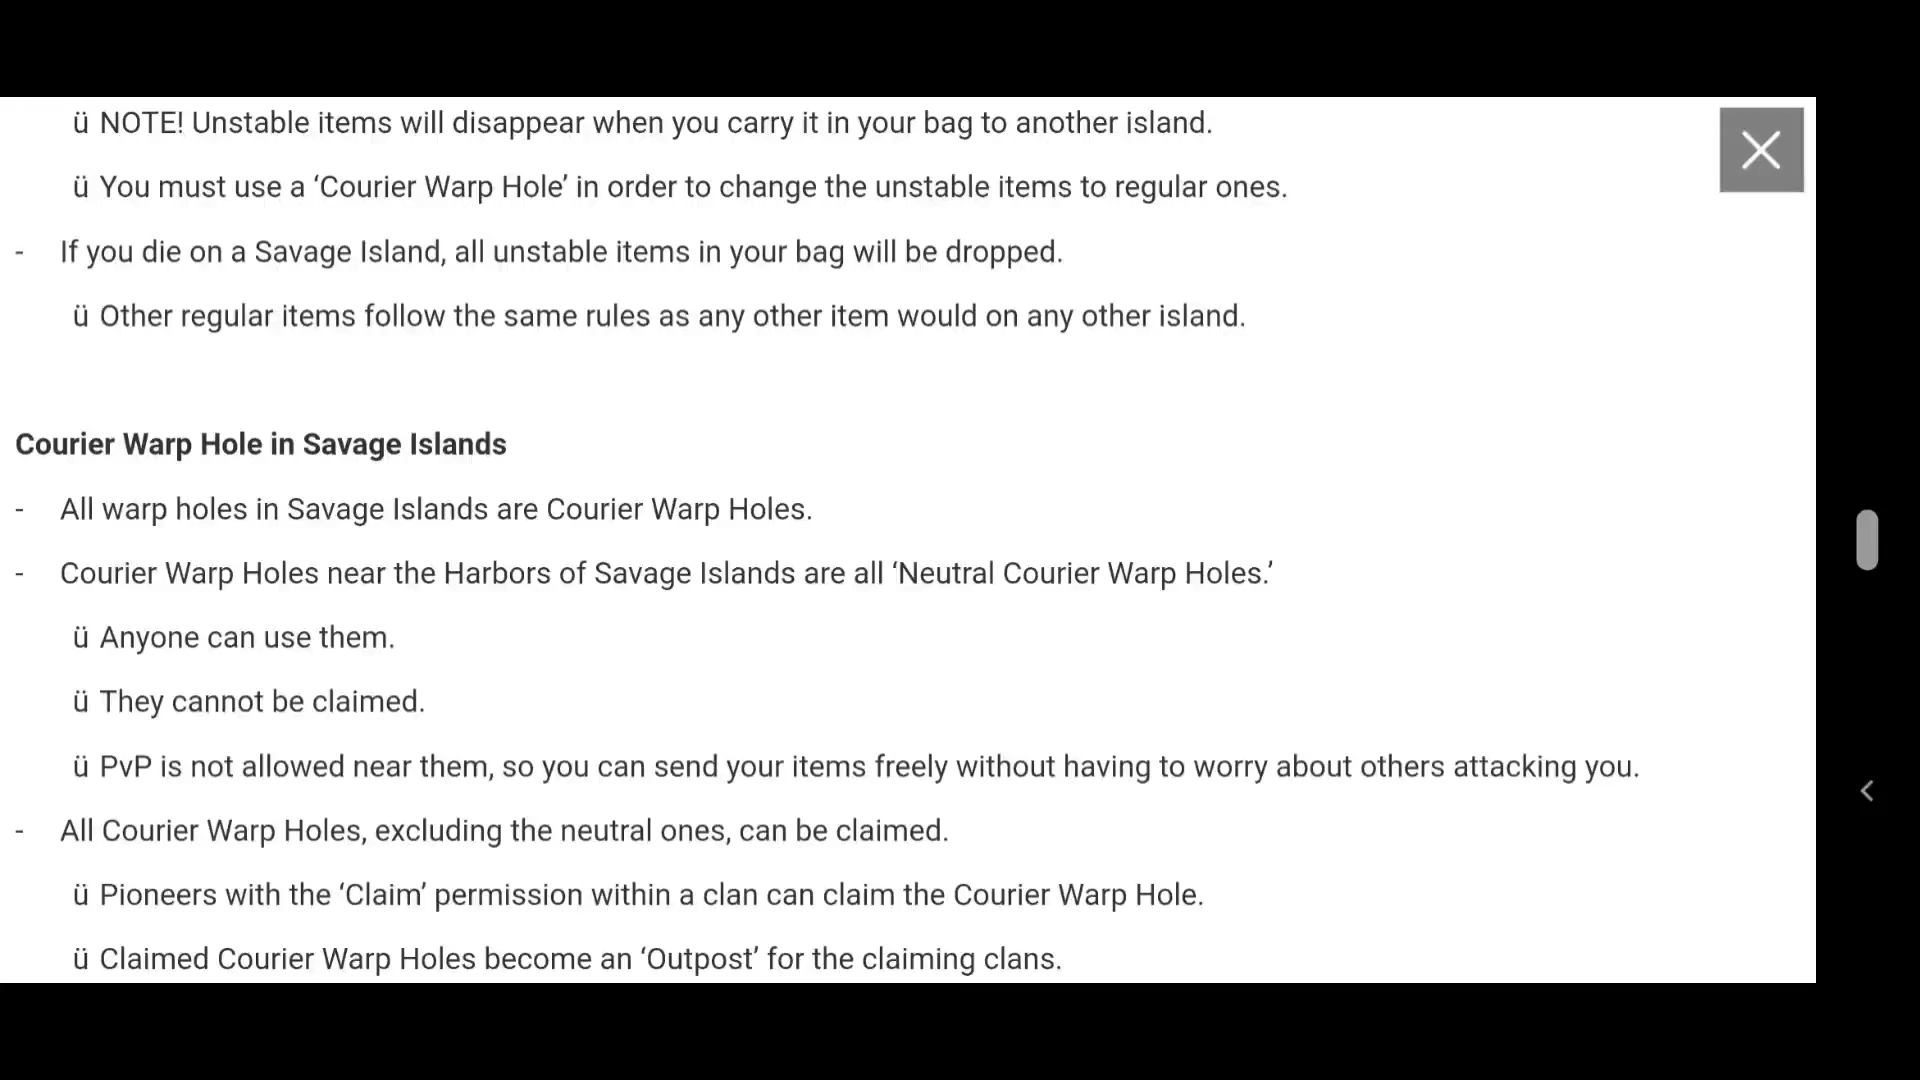 ü NOTE! Unstable items will disappear when you carry it in your bag to another island.
ü You must use a ‘Courier Warp Hole’ in order to change the unstable items to regular ones.
- If you die on a Savage Island, all unstable items in your bag will be dropped.
ü Other regular items follow the same rules as any other item would on any other island.
Courier Warp Hole in Savage Islands
- All warp holes in Savage Islands are Courier Warp Holes.
- Courier Warp Holes near the Harbors of Savage Islands are all ‘Neutral Courier Warp Holes.’
ü Anyone can use them.
ü They cannot be claimed.
ü PvP is not allowed near them, so you can send your items freely without having to worry about others attacking you.
- All Courier Warp Holes, excluding the neutral ones, can be claimed.
ü Pioneers with the ‘Claim’ permission within a clan can claim the Courier Warp Hole.
ü Claimed Courier Warp Holes become an ‘Outpost’ for the claiming clans.